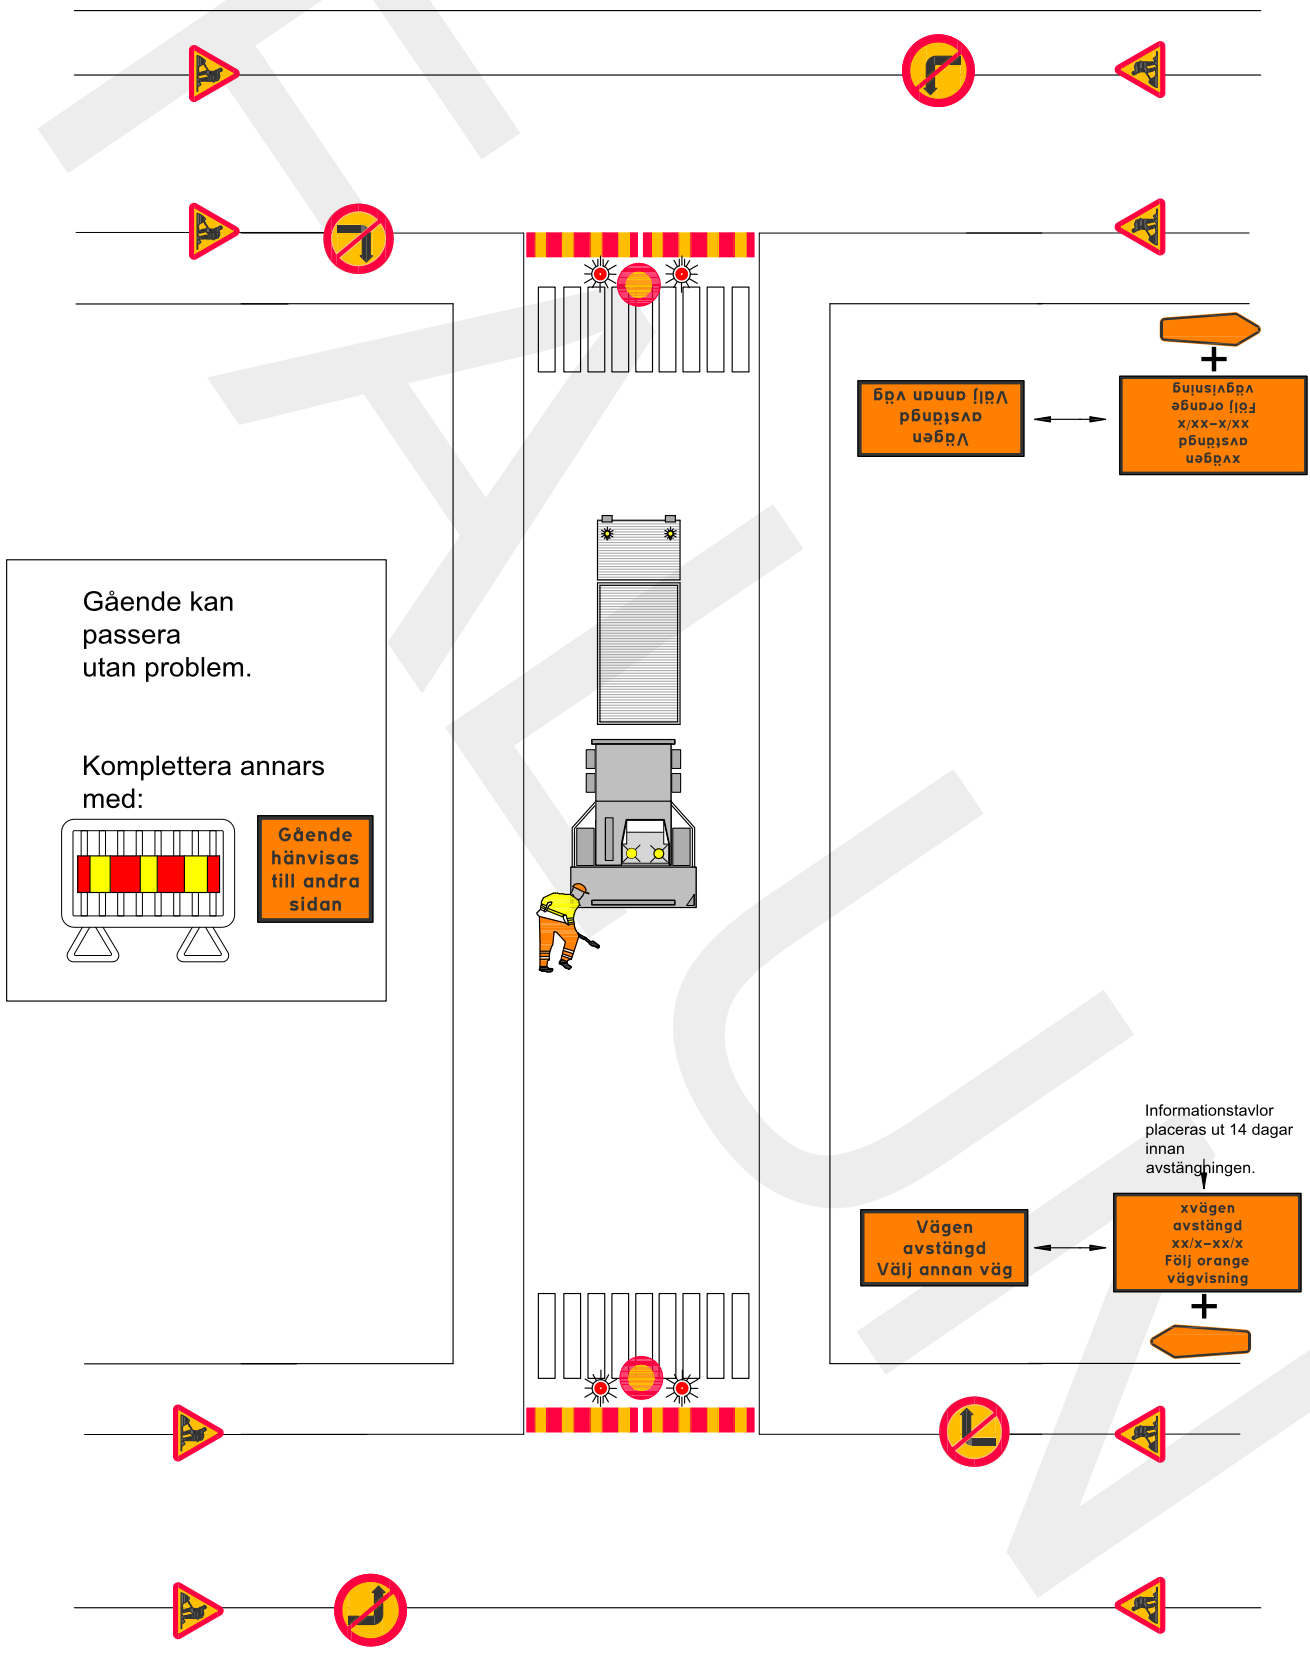 FALUN
xvägen
avstängd
xx/x-xx/x
Följ orange
vägvisning
Vägen
avstängd
Välj annan väg
Gående kan
passera
utan problem.
Komplettera annars
med:
Gående
hänvisas
till andra
sidan
Informationstavlor
placeras ut 14 dagar
innan
avstängningen.
Vägen
avstängd
Välj annan väg
xvägen
avstängd
xx/x-xx/x
Följ orange
vägvisning